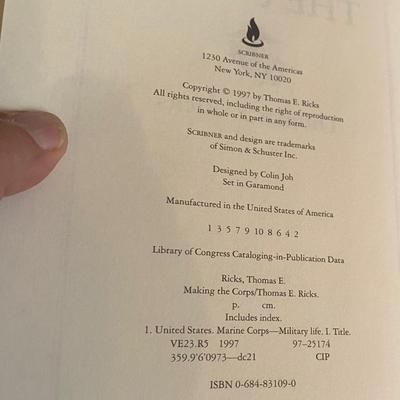 SCRIBNER
1230 Avenue of the Americas
New York, NY 10020
Copyright © 1997 by Thomas E. Ricks
All rights reserved, including the right of reproduction
in whole or in part in any form.
SCRIBNER and design are trademarks
of Simon & Schuster Inc.
Designed by Colin Joh
Set in Garamond
Manufactured in the United States of America
1 3 5 7 9 10 8 6 4 2
Library of Congress Cataloging-in-Publication Data
Ricks, Thomas E.
Making the Corps/Thomas E. Ricks.
p. cm.
Includes index.
1. United States. Marine Corps—Military life. I. Title.
VE23.R5 1997 97-25174
359.9'6'0973—dc21 CIP
ISBN 0-684-83109-0